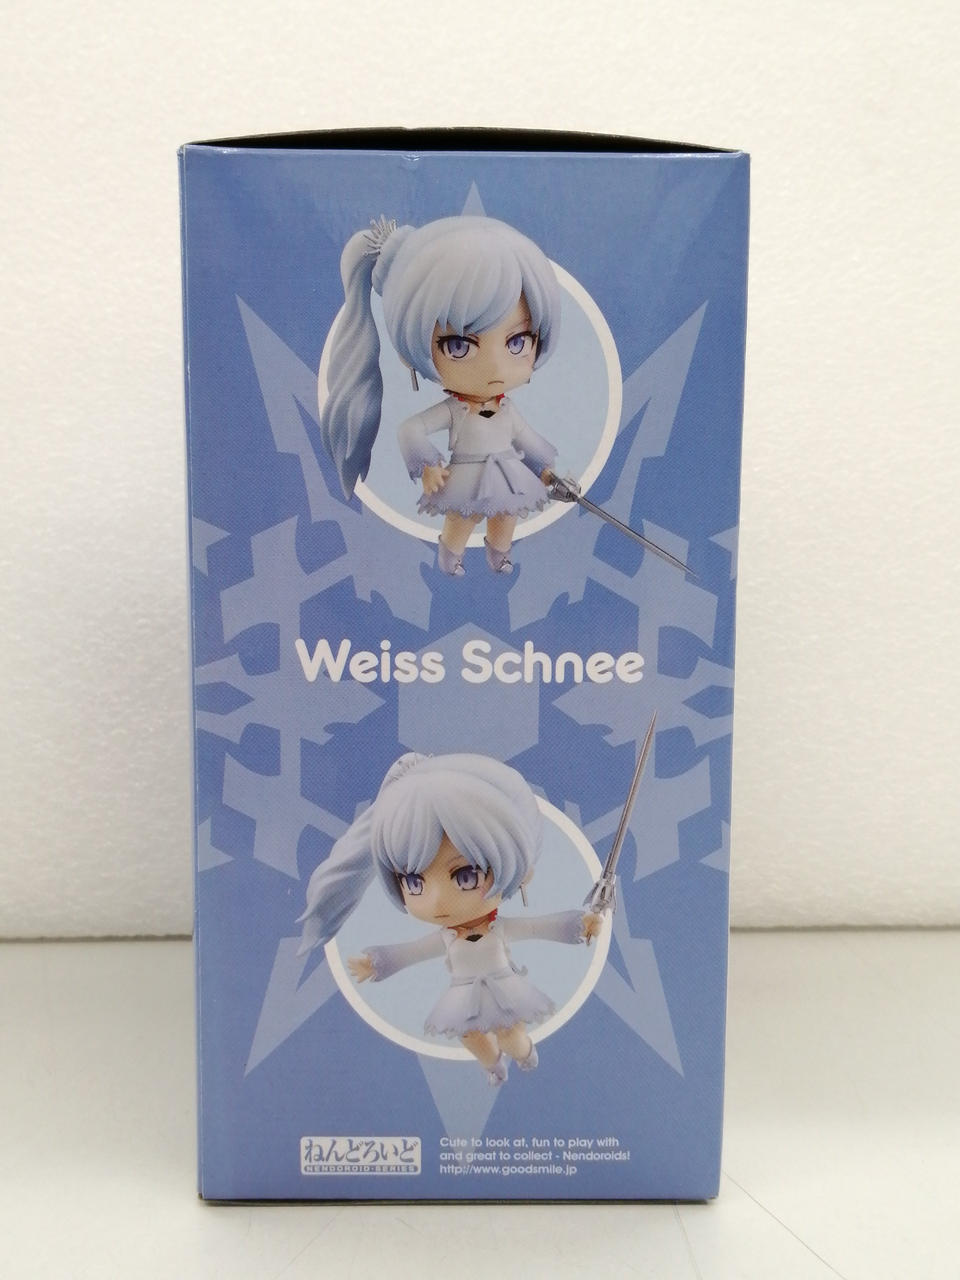 Weiss Schnee
ねんどろいど
NENDOROID・SERIES
Cute to look at, fun to play with
and great to collect - Nendoroids!
http://www.goodsmile.jp